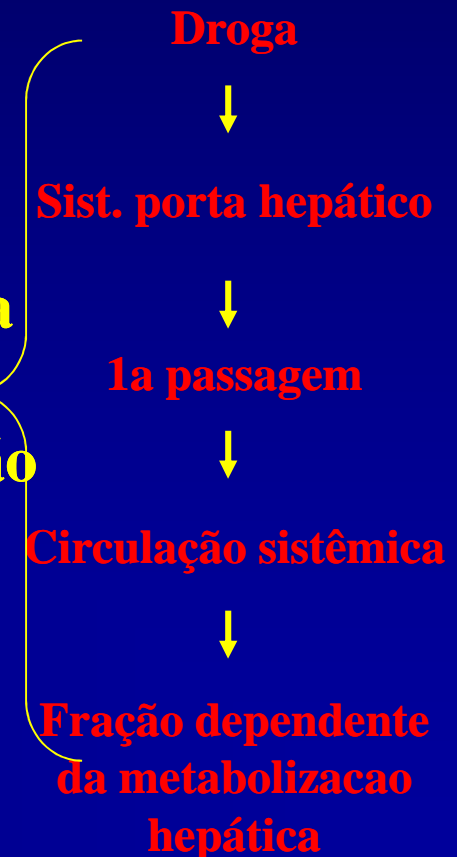 Droga
Sist. porta hepático
1a passagem
Circulação sistêmica
Fração dependente
da metabolizacao
hepática